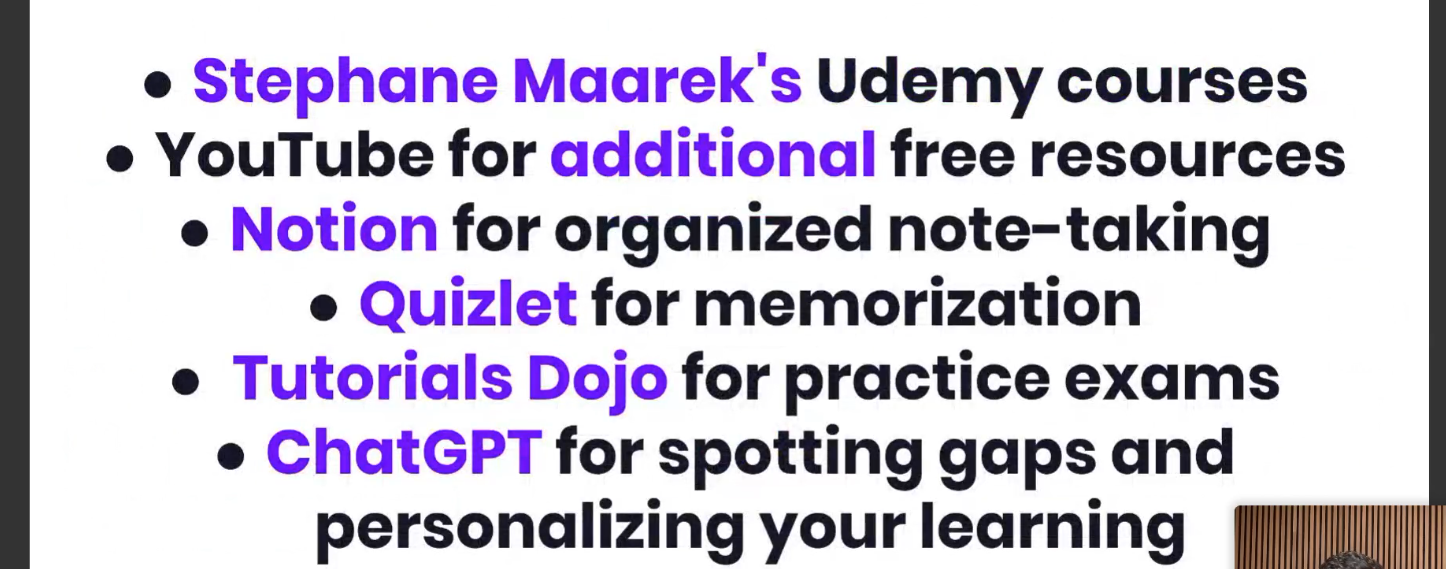 ● Stephane Maarek's Udemy courses
● YouTube for additional free resources
● Notion for organized note-taking
● Quizlet for memorization
● Tutorials Dojo for practice exams
● ChatGPT for spotting gaps and
personalizing your learning